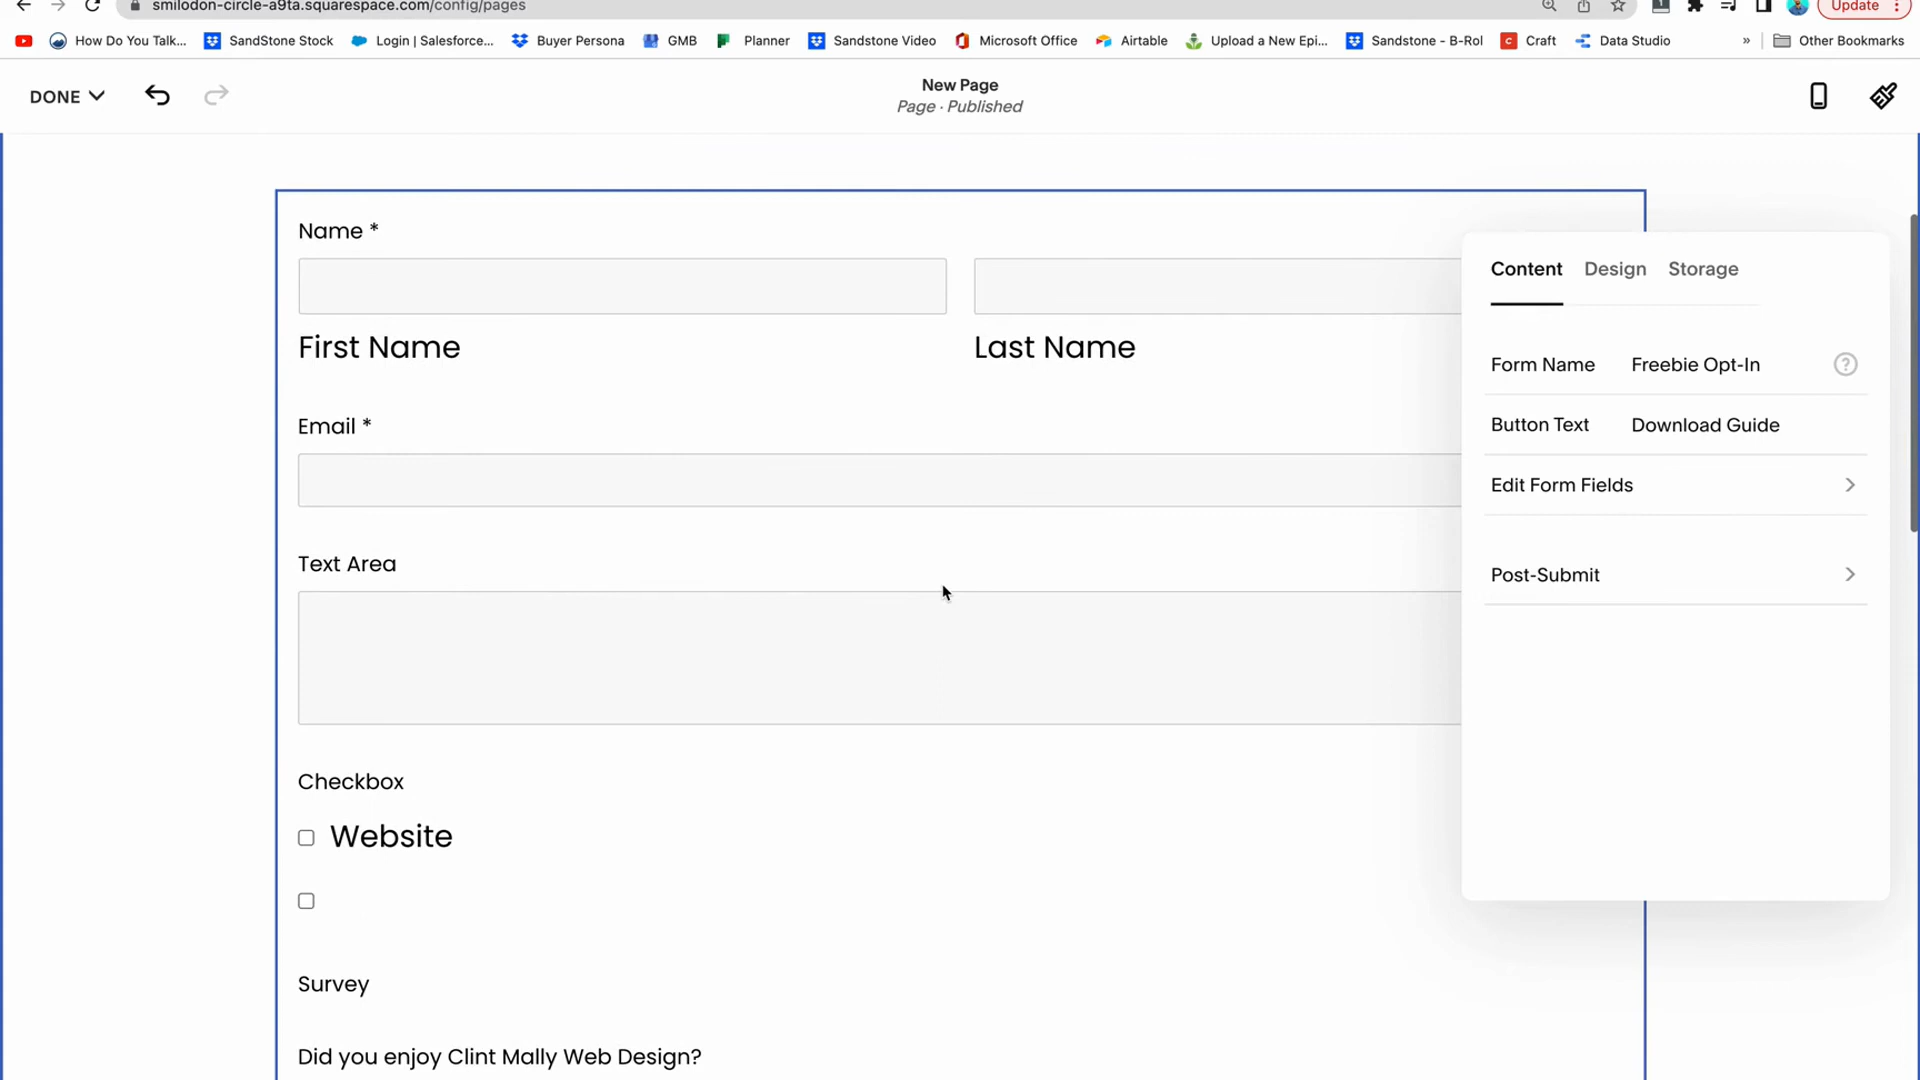 smilodon-circle-a9ta.squarespace.com/config/pages
Update
How Do You Talk...
SandStone Stock
Login | Salesforce...
Buyer Persona
GMB
Planner
Sandstone Video
Microsoft Office
Airtable
Upload a New Epi...
Sandstone - B-Rol
Craft
Data Studio
»
Other Bookmarks
DONE
New Page
Page · Published
Name *
First Name
Last Name
Email *
Text Area
Checkbox
Website
Survey
Did you enjoy Clint Mally Web Design?
Content Design Storage
Form Name Freebie Opt-In ?
Button Text Download Guide
Edit Form Fields
Post-Submit